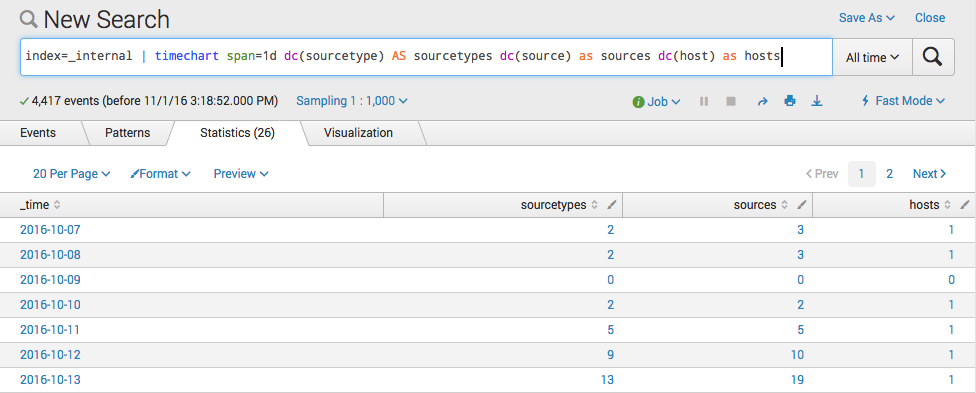 New Search
Save As Close
index=_internal | timechart span=1d dc(sourcetype) AS sourcetypes dc(source) as sources dc(host) as hosts
All time
4,417 events (before 11/1/16 3:18:52.000 PM) Sampling 1 : 1,000 Job Fast Mode
Events Patterns Statistics (26) Visualization
20 Per Page Format Preview Prev 1 2 Next
_time sourcetypes sources hosts
2016-10-07 2 3 1
2016-10-08 2 3 1
2016-10-09 0 0 0
2016-10-10 2 2 1
2016-10-11 5 5 1
2016-10-12 9 10 1
2016-10-13 13 19 1